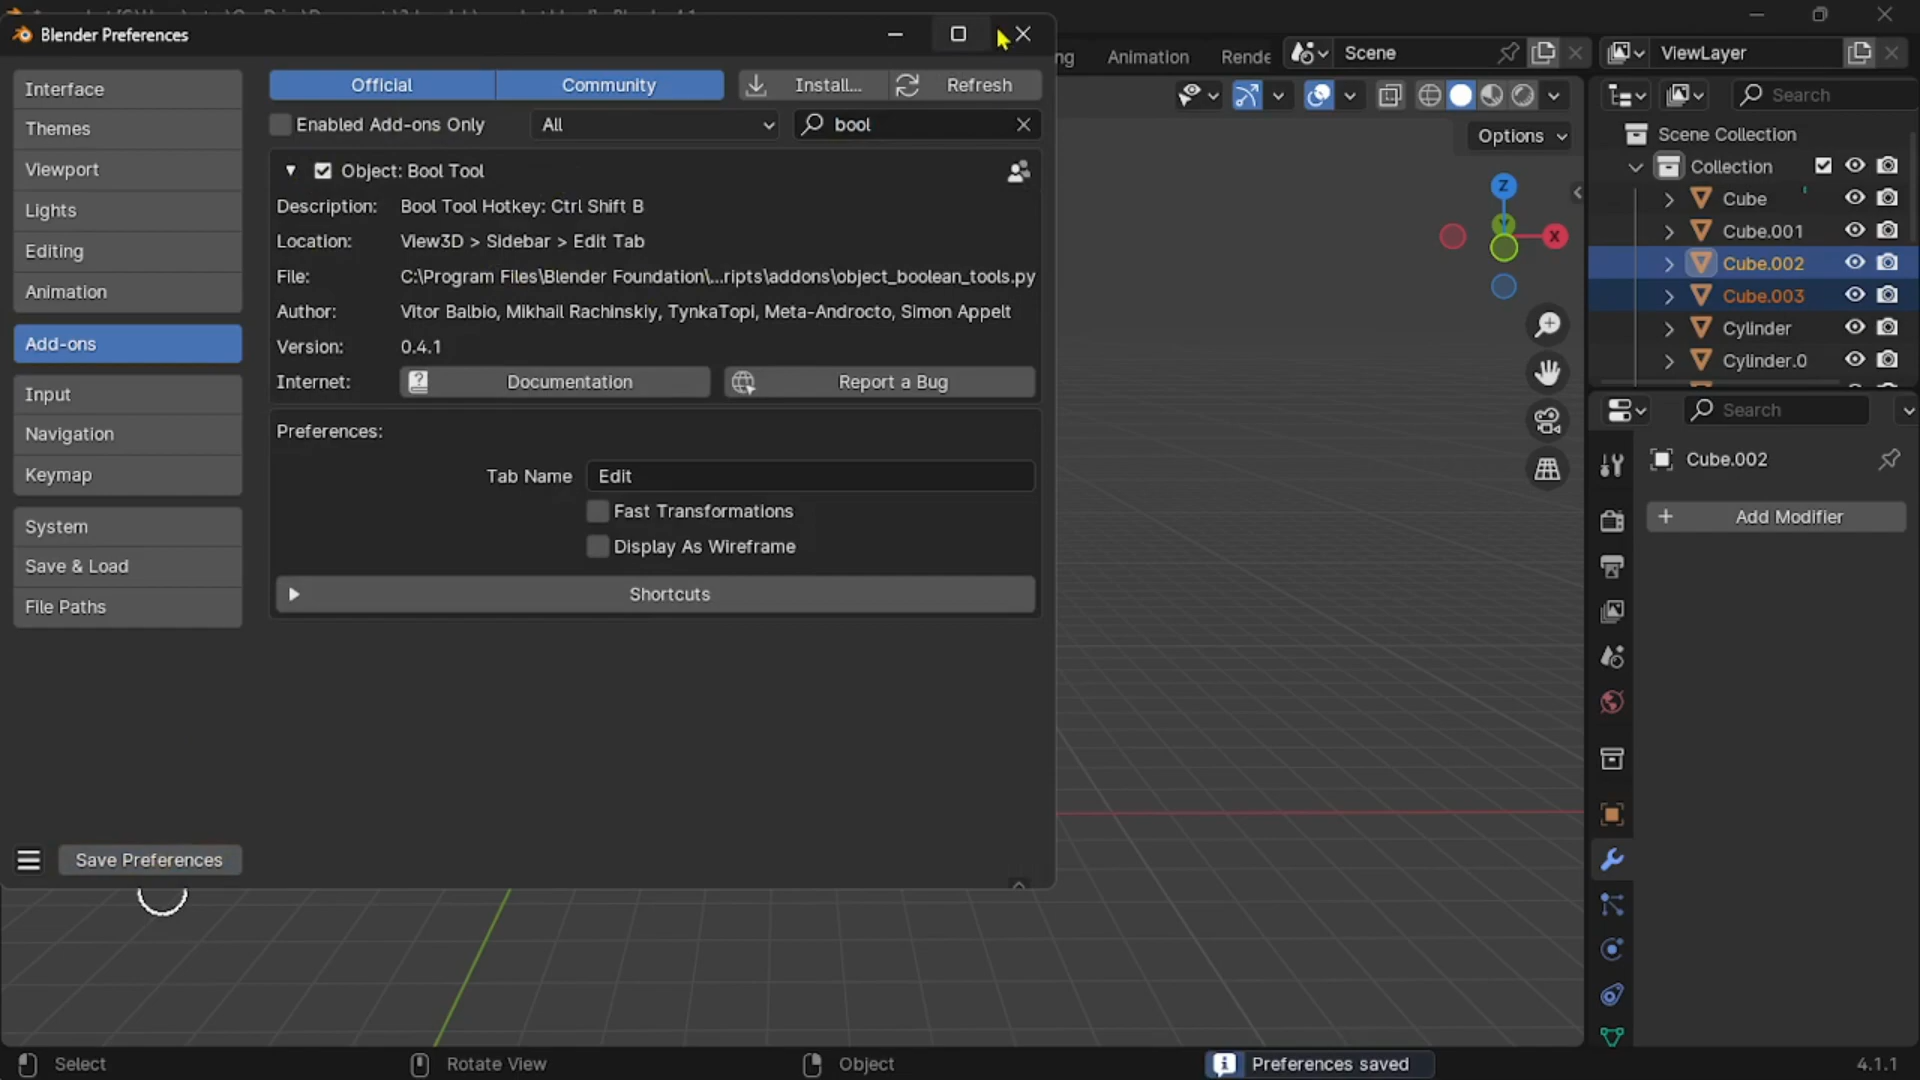 Blender Preferences
Interface
Themes
Viewport
Lights
Editing
Animation
Add-ons
Input
Navigation
Keymap
System
Save & Load
File Paths
Save Preferences
Official
Community
Install...
Refresh
Enabled Add-ons Only
All
bool
Object: Bool Tool
Description: Bool Tool Hotkey: Ctrl Shift B
Location: View3D > Sidebar > Edit Tab
File: C:\Program Files\Blender Foundation\...ripts\addons\object_boolean_tools.py
Author: Vitor Balbio, Mikhail Rachinskiy, TynkaTopi, Meta-Androcto, Simon Appelt
Version: 0.4.1
Internet: Documentation Report a Bug
Preferences:
Tab Name Edit
Fast Transformations
Display As Wireframe
Shortcuts
ng
Animation
Rende
Scene
ViewLayer
Options
Z
X
Search
Scene Collection
Collection
Cube
Cube.001
Cube.002
Cube.003
Cylinder
Cylinder.0
Search
Cube.002
Add Modifier
Select
Rotate View
Object
Preferences saved
4.1.1